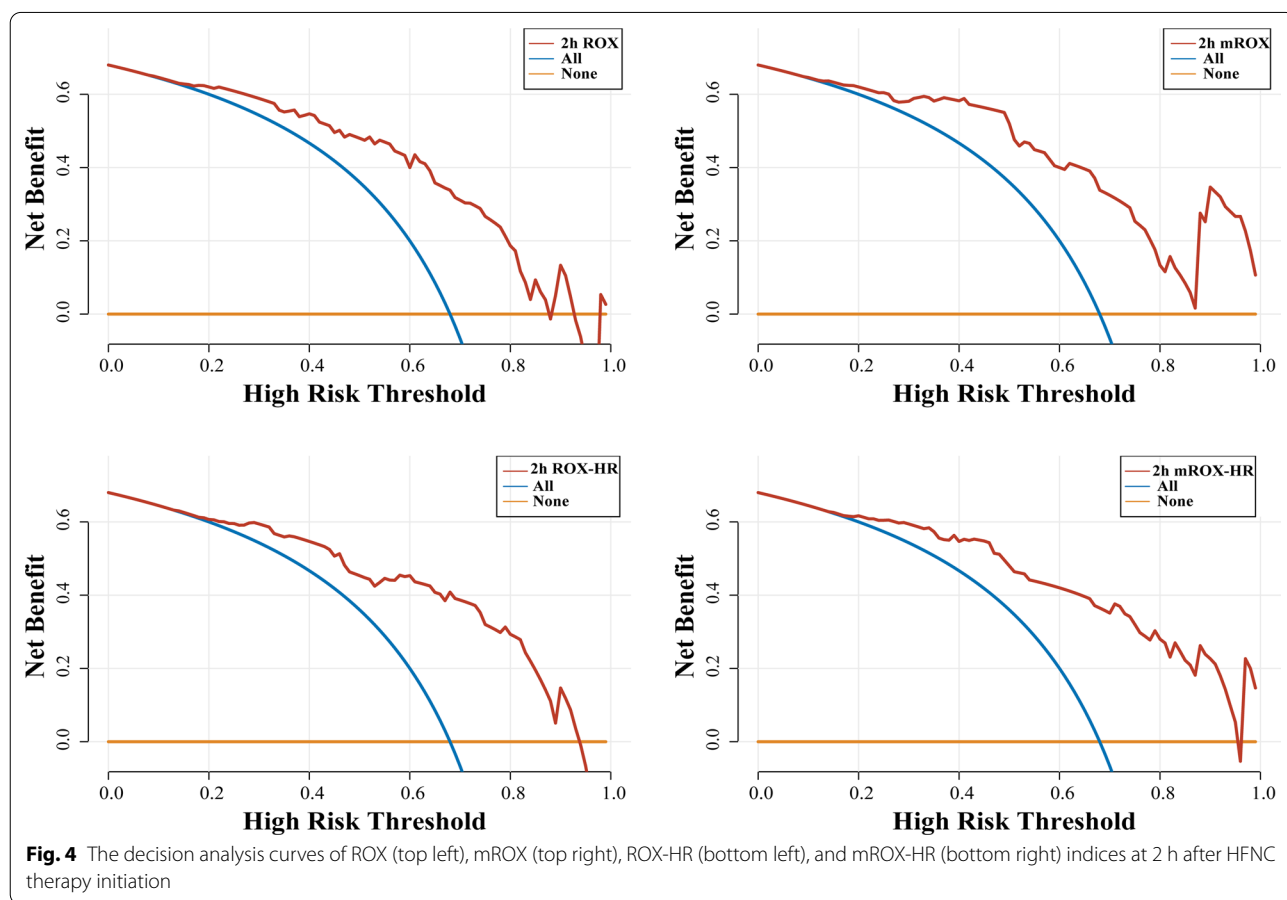 2h ROX
All
None
Net Benefit
0.0 0.2 0.4 0.6
0.0 0.2 0.4 0.6 0.8 1.0
High Risk Threshold
2h mROX
All
None
Net Benefit
0.0 0.2 0.4 0.6
0.0 0.2 0.4 0.6 0.8 1.0
High Risk Threshold
2h ROX-HR
All
None
Net Benefit
0.0 0.2 0.4 0.6
0.0 0.2 0.4 0.6 0.8 1.0
High Risk Threshold
2h mROX-HR
All
None
Net Benefit
0.0 0.2 0.4 0.6
0.0 0.2 0.4 0.6 0.8 1.0
High Risk Threshold
Fig. 4 The decision analysis curves of ROX (top left), mROX (top right), ROX-HR (bottom left), and mROX-HR (bottom right) indices at 2 h after HFNC
therapy initiation